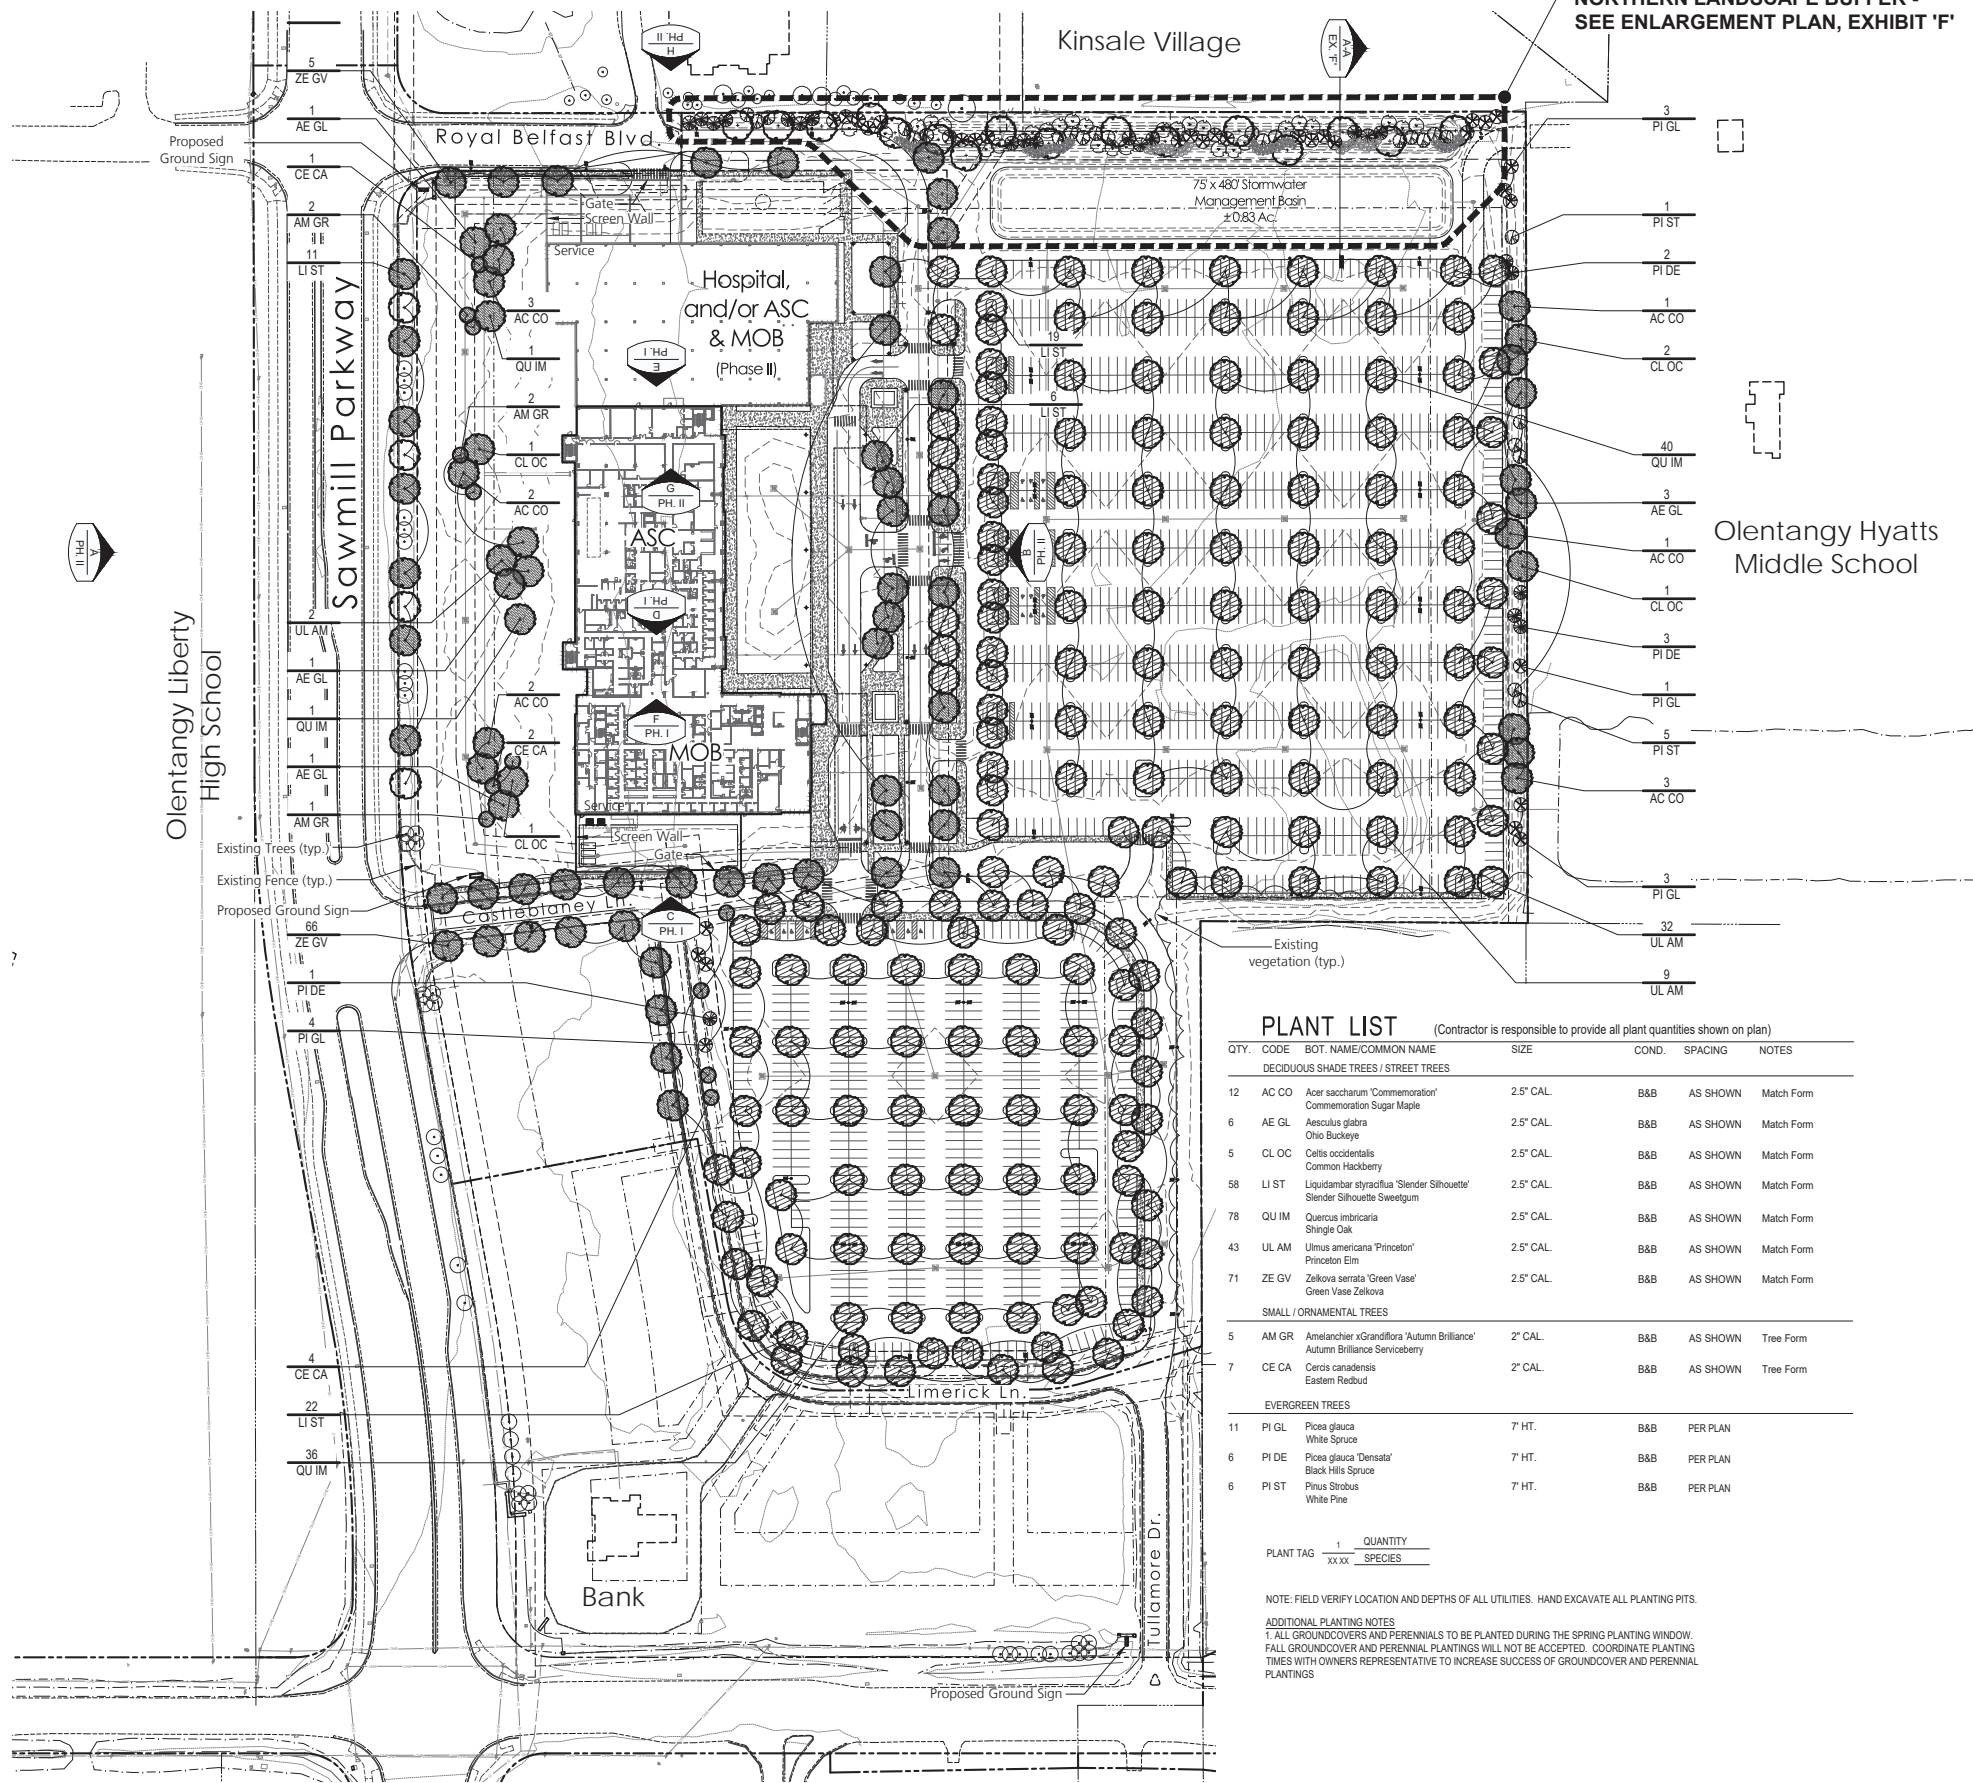 NORTHERN LANDSCAPE BUFFER -
SEE ENLARGEMENT PLAN, EXHIBIT 'F'
Kinsale Village
H
PH. II
A-A
EX. 'F'
5
ZE GV
1
AE GL
Proposed
Ground Sign
1
CE CA
2
AM GR
11
LI ST
Royal Belfast Blvd.
Gate
Screen Wall
Service
75' x 480' Stormwater
Management Basin
±0.83 Ac.
Hospital,
and/or ASC
& MOB
(Phase II)
E
PH. I
3
AC CO
1
QU IM
2
AM GR
1
CL OC
2
AC CO
19
LI ST
6
LI ST
G
PH. II
ASC
D
PH. I
B
PH. II
F
PH. I
MOB
Service
Screen Wall
Gate
Sawmill Parkway
A
PH. II
Olentangy Liberty
High School
2
UL AM
1
AE GL
1
QU IM
1
AE GL
1
AM GR
2
AC CO
2
CE CA
1
CL OC
Existing Trees (typ.)
Existing Fence (typ.)
Proposed Ground Sign
Castleblaney Ln.
C
PH. I
66
ZE GV
1
PI DE
4
PI GL
4
CE CA
22
LI ST
36
QU IM
3
PI GL
1
PI ST
2
PI DE
1
AC CO
2
CL OC
40
QU IM
3
AE GL
1
AC CO
1
CL OC
3
PI DE
1
PI GL
5
PI ST
3
AC CO
3
PI GL
32
UL AM
9
UL AM
Olentangy Hyatts
Middle School
Existing
vegetation (typ.)
Limerick Ln.
Bank
Tullamore Dr.
Proposed Ground Sign
PLANT LIST (Contractor is responsible to provide all plant quantities shown on plan)
QTY. CODE BOT. NAME/COMMON NAME SIZE COND. SPACING NOTES
DECIDUOUS SHADE TREES / STREET TREES
12 AC CO Acer saccharum 'Commemoration' 2.5" CAL. B&B AS SHOWN Match Form
Commemoration Sugar Maple
6 AE GL Aesculus glabra 2.5" CAL. B&B AS SHOWN Match Form
Ohio Buckeye
5 CL OC Celtis occidentalis 2.5" CAL. B&B AS SHOWN Match Form
Common Hackberry
58 LI ST Liquidambar styraciflua 'Slender Silhouette' 2.5" CAL. B&B AS SHOWN Match Form
Slender Silhouette Sweetgum
78 QU IM Quercus imbricaria 2.5" CAL. B&B AS SHOWN Match Form
Shingle Oak
43 UL AM Ulmus americana 'Princeton' 2.5" CAL. B&B AS SHOWN Match Form
Princeton Elm
71 ZE GV Zelkova serrata 'Green Vase' 2.5" CAL. B&B AS SHOWN Match Form
Green Vase Zelkova
SMALL / ORNAMENTAL TREES
5 AM GR Amelanchier xGrandiflora 'Autumn Brilliance' 2" CAL. B&B AS SHOWN Tree Form
Autumn Brilliance Serviceberry
7 CE CA Cercis canadensis 2" CAL. B&B AS SHOWN Tree Form
Eastern Redbud
EVERGREEN TREES
11 PI GL Picea glauca 7' HT. B&B PER PLAN
White Spruce
6 PI DE Picea glauca 'Densata' 7' HT. B&B PER PLAN
Black Hills Spruce
6 PI ST Pinus Strobus 7' HT. B&B PER PLAN
White Pine
PLANT TAG 1 QUANTITY
XX XX SPECIES
NOTE: FIELD VERIFY LOCATION AND DEPTHS OF ALL UTILITIES. HAND EXCAVATE ALL PLANTING PITS.
ADDITIONAL PLANTING NOTES
1. ALL GROUNDCOVERS AND PERENNIALS TO BE PLANTED DURING THE SPRING PLANTING WINDOW.
FALL GROUNDCOVER AND PERENNIAL PLANTINGS WILL NOT BE ACCEPTED. COORDINATE PLANTING
TIMES WITH OWNERS REPRESENTATIVE TO INCREASE SUCCESS OF GROUNDCOVER AND PERENNIAL
PLANTINGS